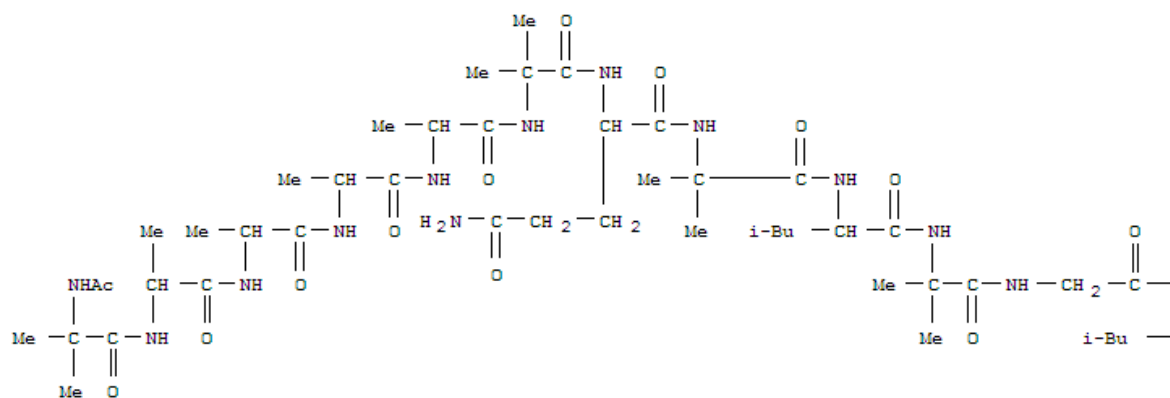 Me O
Me C C NH O
Me CH C NH CH C NH O
Me CH C NH O Me C C NH O
H2N C CH2 CH2 Me i-Bu CH C NH O
Me CH C NH O O
Me CH C NH O Me C C NH CH2 C
NHAc
Me C C NH O Me O i-Bu
Me O